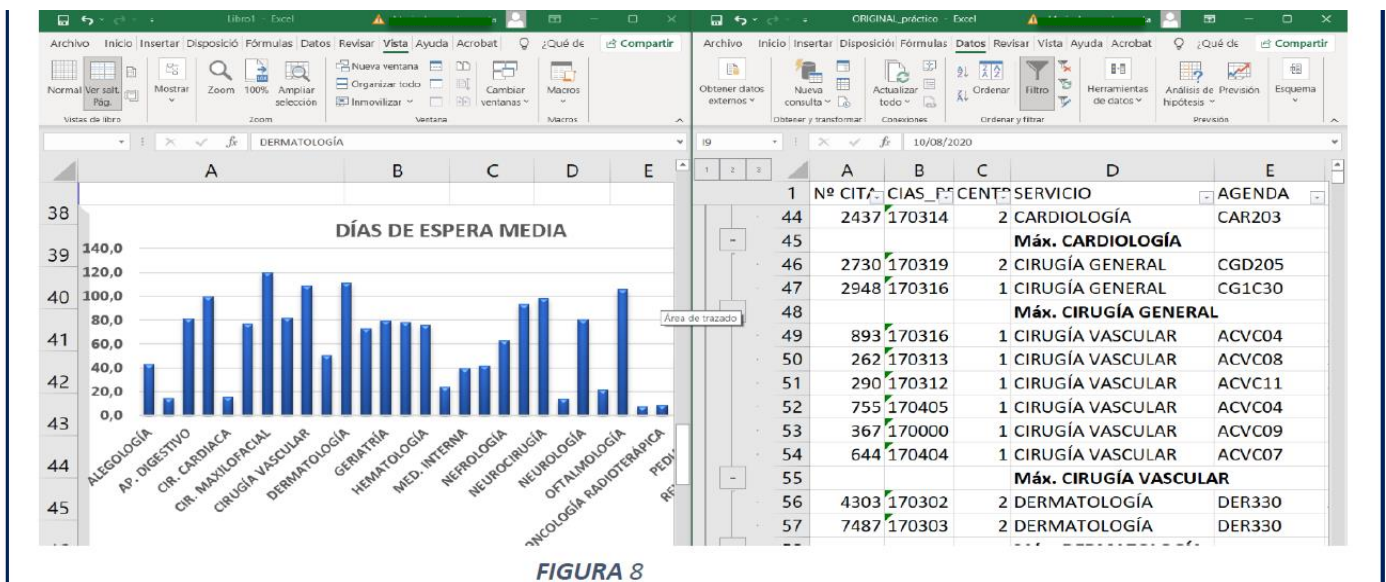 Libro1 - Excel
Archivo Inicio Insertar Disposició Fórmulas Datos Revisar Vista Ayuda Acrobat ¿Qué de Compartir
Normal Ver salt. Pág. Mostrar Zoom 100% Ampliar selección Nueva ventana Organizar todo Inmovilizar Cambiar ventanas Macros
Vistas de libro Zoom Ventana Macros
fx DERMATOLOGÍA
A B C D E
38
39
40
41
42
43
44
45
DÍAS DE ESPERA MEDIA
140,0
120,0
100,0
80,0
60,0
40,0
20,0
0,0
ALEGOLOGÍA
Aº. DIGESTIVO
CIR. CARDIACA
CIR. MAXILOFACIAL
CIRUGÍA VASCULAR
DERMATOLOGÍA
GERIATRÍA
HEMATOLOGÍA
MED. INTERNA
NEFROLOGÍA
NEUROCIRUGÍA
NEUROLOGÍA
OFTALMOLOGÍA
ONCOLOGÍA RADIOTERÁPICA
PEDI
Área de trazado
ORIGINAL_práctico - Excel
Archivo Inicio Insertar Disposición Fórmulas Datos Revisar Vista Ayuda Acrobat ¿Qué de Compartir
Obtener datos externos Nueva consulta Actualizar todo Ordenar Filtro Herramientas de datos Análisis de hipótesis Previsión Esquema
Obtener y transformar Conexiones Ordenar y filtrar Previsión
I9 fx 10/08/2020
1 2 3 A B C D E
1 Nº CITA CIAS_ CENTR SERVICIO AGENDA
44 2437 170314 2 CARDIOLOGÍA CAR203
45 Máx. CARDIOLOGÍA
46 2730 170319 2 CIRUGÍA GENERAL CGD205
47 2948 170316 1 CIRUGÍA GENERAL CG1C30
48 Máx. CIRUGÍA GENERAL
49 893 170316 1 CIRUGÍA VASCULAR ACVC04
50 262 170313 1 CIRUGÍA VASCULAR ACVC08
51 290 170312 1 CIRUGÍA VASCULAR ACVC11
52 755 170405 1 CIRUGÍA VASCULAR ACVC04
53 367 170000 1 CIRUGÍA VASCULAR ACVC09
54 644 170404 1 CIRUGÍA VASCULAR ACVC07
55 Máx. CIRUGÍA VASCULAR
56 4303 170302 2 DERMATOLOGÍA DER330
57 7487 170303 2 DERMATOLOGÍA DER330
FIGURA 8